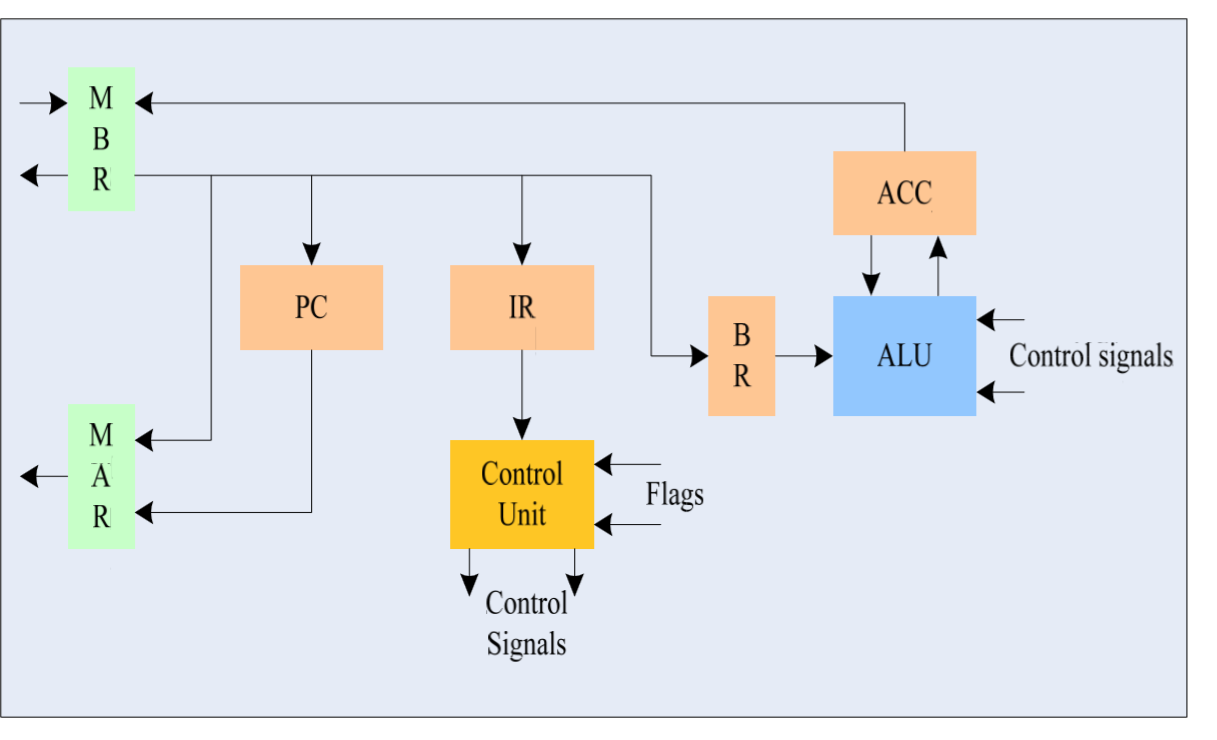 M
B
R
ACC
PC
IR
B
R
ALU
Control signals
M
A
R
Control
Unit
Flags
Control
Signals